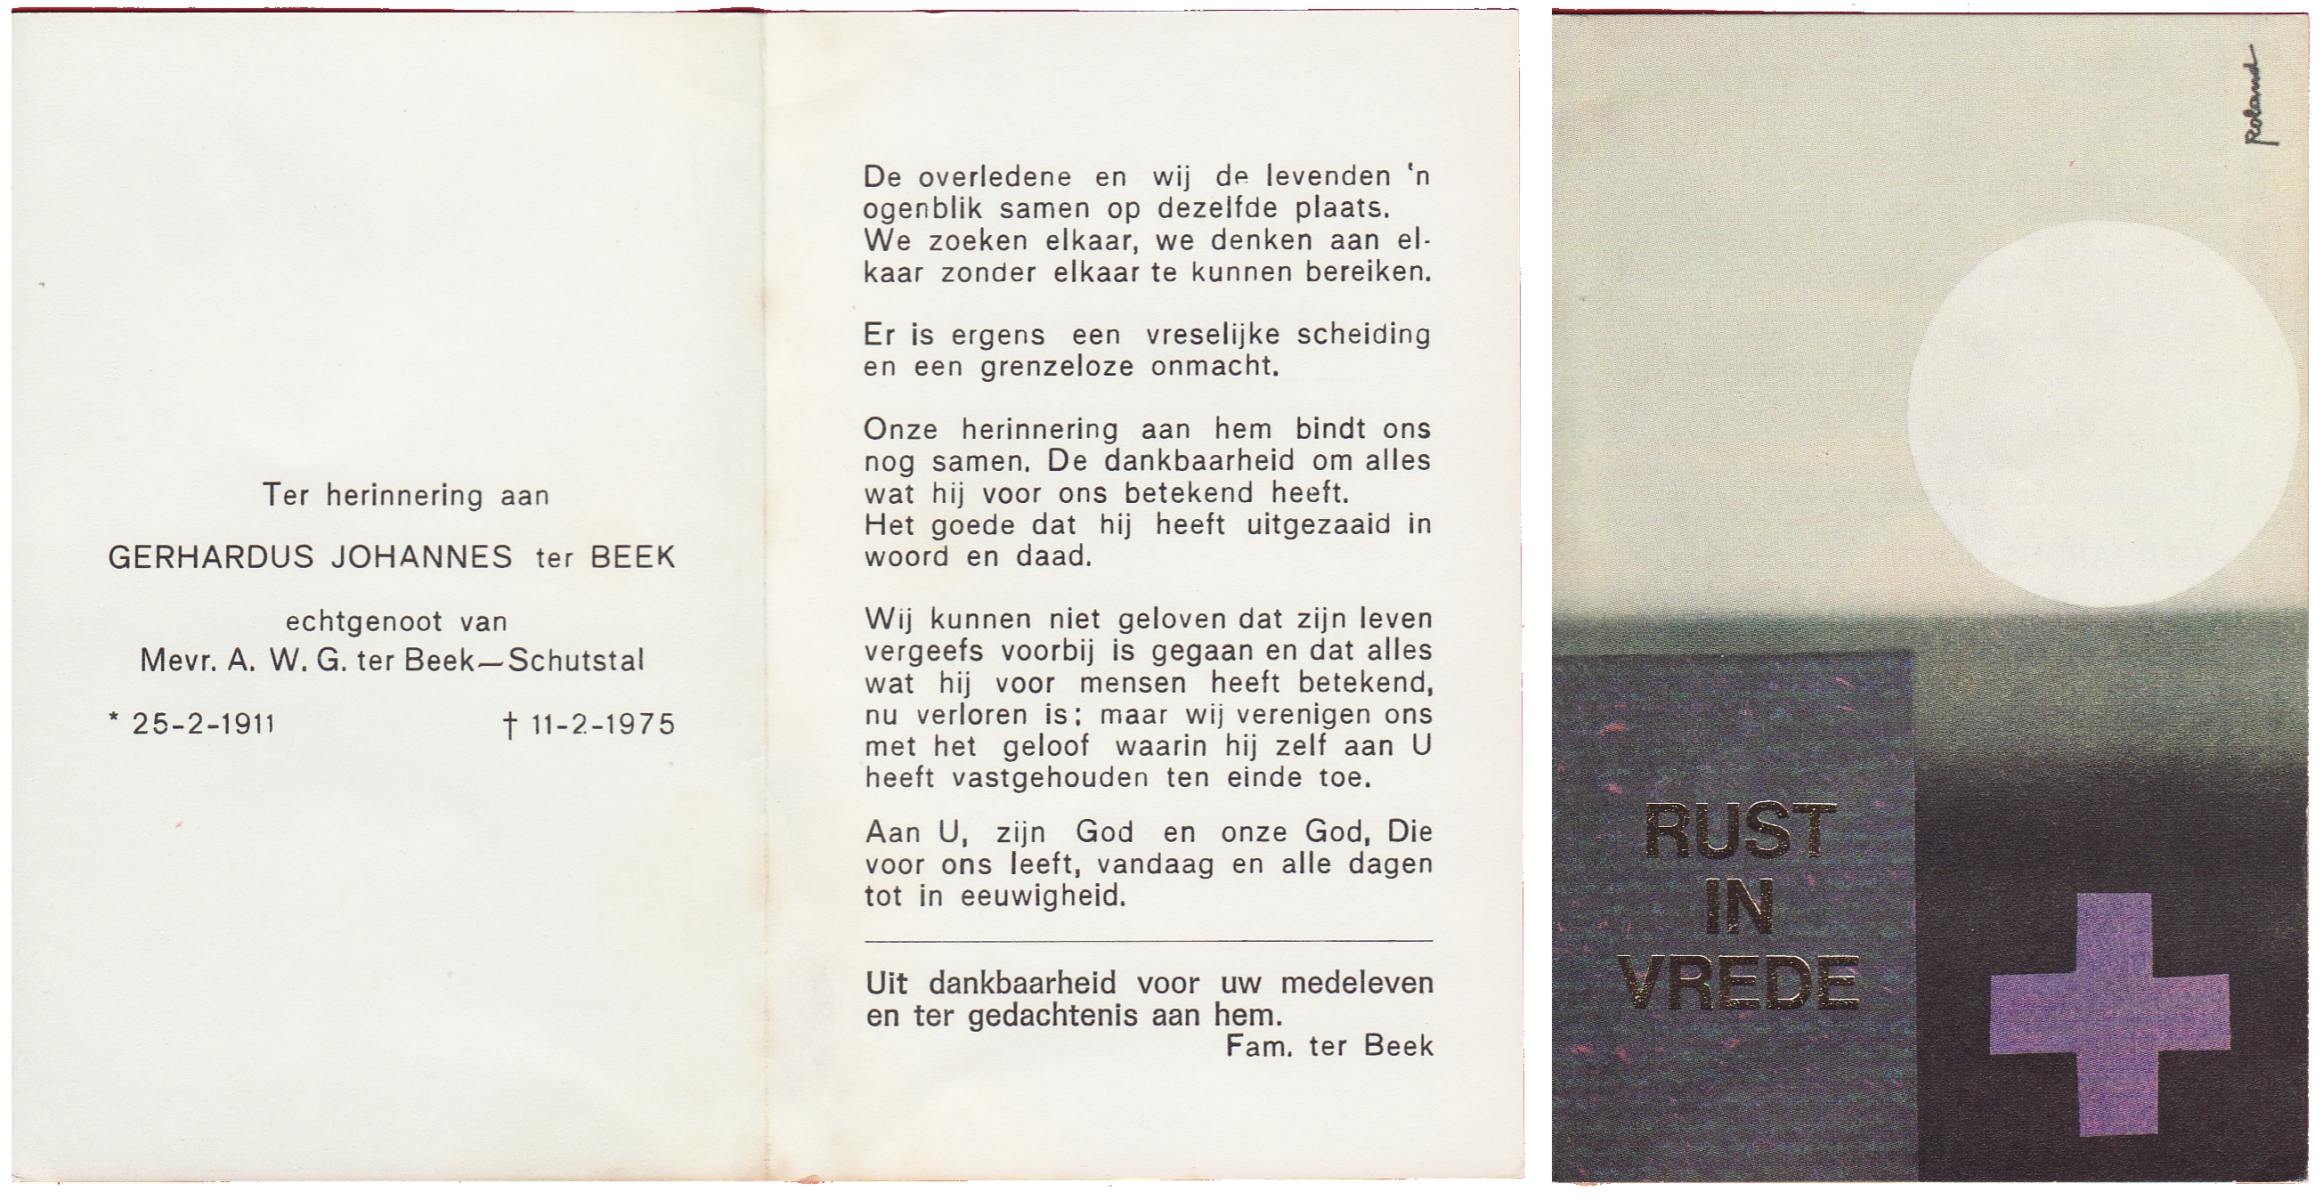 Ter herinnering aan
GERHARDUS JOHANNES ter BEEK
echtgenoot van
Mevr. A. W. G. ter Beek—Schutstal
* 25-2-1911 † 11-2-1975
De overledene en wij de levenden 'n
ogenblik samen op dezelfde plaats.
We zoeken elkaar, we denken aan el-
kaar zonder elkaar te kunnen bereiken.
Er is ergens een vreselijke scheiding
en een grenzeloze onmacht.
Onze herinnering aan hem bindt ons
nog samen. De dankbaarheid om alles
wat hij voor ons betekend heeft.
Het goede dat hij heeft uitgezaaid in
woord en daad.
Wij kunnen niet geloven dat zijn leven
vergeefs voorbij is gegaan en dat alles
wat hij voor mensen heeft betekend,
nu verloren is; maar wij verenigen ons
met het geloof waarin hij zelf aan U
heeft vastgehouden ten einde toe.
Aan U, zijn God en onze God, Die
voor ons leeft, vandaag en alle dagen
tot in eeuwigheid.
Uit dankbaarheid voor uw medeleven
en ter gedachtenis aan hem.
Fam. ter Beek
Roland
RUST
IN
VREDE